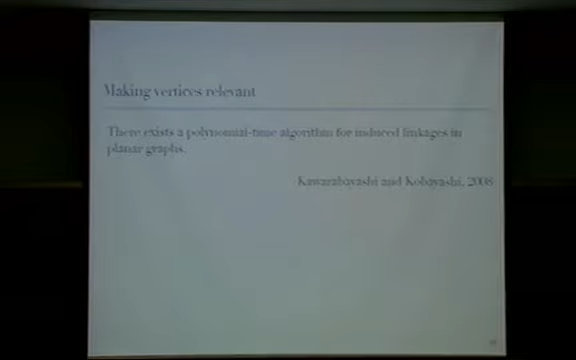 Making vertices relevant
There exists a polynomial-time algorithm for induced linkages in
planar graphs.
Kawarabayashi and Kobayashi, 2008